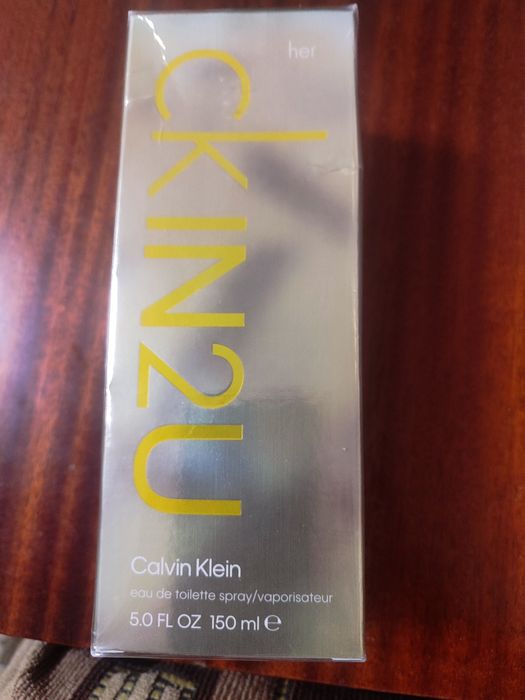 her
CKIN2U
Calvin Klein
eau de toilette spray/vaporisateur
5.0 FL OZ 150 ml ℮